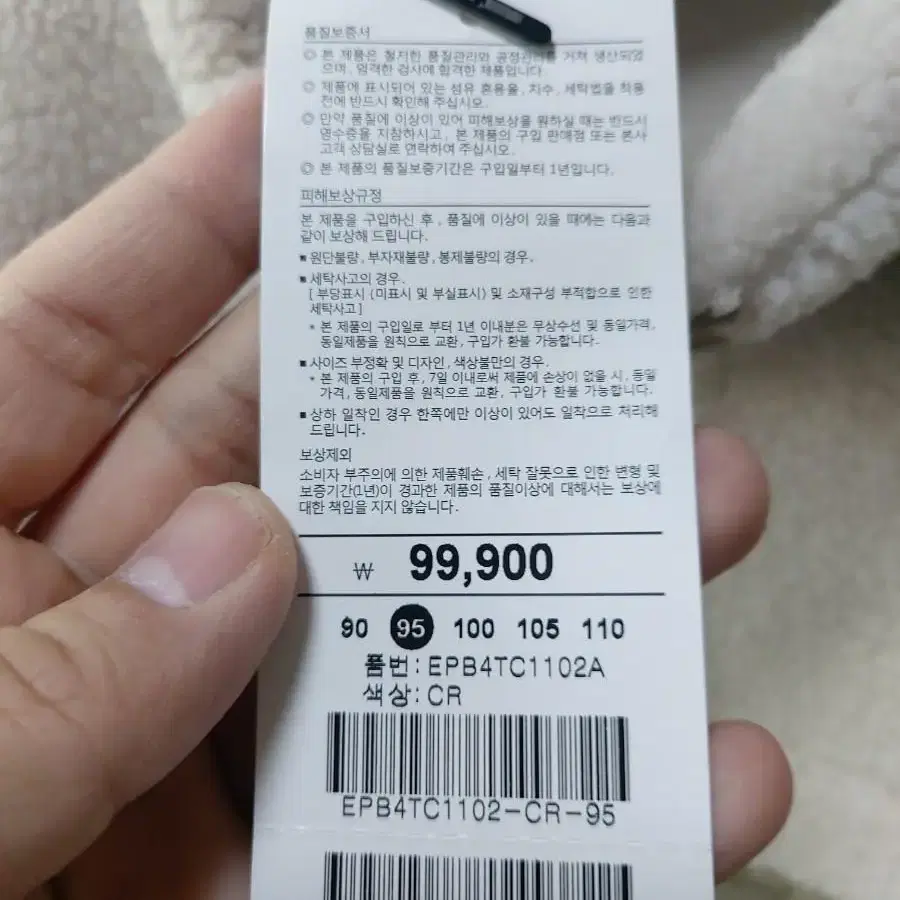 품질보증서
◎ 본 제품은 철저한 품질관리와 공정관리를 거쳐 생산되었
으며, 엄격한 검사에 합격한 제품입니다.
◎ 제품에 표시되어 있는 섬유 혼용율, 치수, 세탁법을 착용
전에 반드시 확인해 주십시오.
◎ 만약 품질에 이상이 있어 피해보상을 원하실 때는 반드시
영수증을 지참하시고, 본 제품의 구입 판매점 또는 본사
고객 상담실로 연락하여 주십시오.
◎ 본 제품의 품질보증기간은 구입일부터 1년입니다.
피해보상규정
본 제품을 구입하신 후, 품질에 이상이 있을 때에는 다음과
같이 보상해 드립니다.
■ 원단불량, 부자재불량, 봉제불량의 경우.
■ 세탁사고의 경우.
[ 부당표시 (미표시 및 부실표시) 및 소재구성 부적합으로 인한
세탁사고 ]
* 본 제품의 구입일로 부터 1년 이내분은 무상수선 및 동일가격,
동일제품을 원칙으로 교환, 구입가 환불 가능합니다.
■ 사이즈 부정확 및 디자인, 색상불만의 경우.
* 본 제품의 구입 후, 7일 이내로써 제품에 손상이 없을 시, 동일
가격, 동일제품을 원칙으로 교환, 구입가 환불 가능합니다.
■ 상하 일착인 경우 한쪽에만 이상이 있어도 일착으로 처리해
드립니다.
보상제외
소비자 부주의에 의한 제품훼손, 세탁 잘못으로 인한 변형 및
보증기간(1년)이 경과한 제품의 품질이상에 대해서는 보상에
대한 책임을 지지 않습니다.
₩ 99,900
90 95 100 105 110
품번: EPB4TC1102A
색상: CR
EPB4TC1102-CR-95